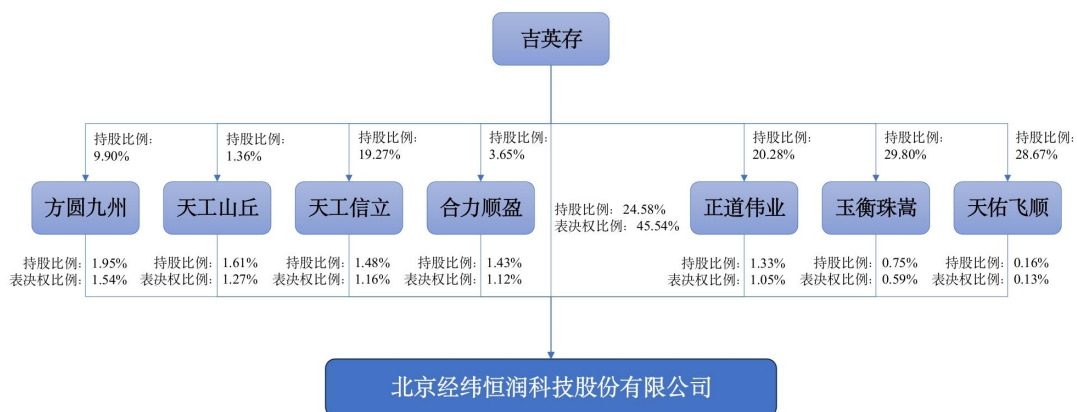 吉英存
持股比例：
9.90%
持股比例：
1.36%
持股比例：
19.27%
持股比例：
3.65%
持股比例：
20.28%
持股比例：
29.80%
持股比例：
28.67%
方圆九州
天工山丘
天工信立
合力顺盈
持股比例：24.58%
表决权比例：45.54%
正道伟业
玉衡珠嵩
天佑飞顺
持股比例：1.95%
表决权比例：1.54%
持股比例：1.61%
表决权比例：1.27%
持股比例：1.48%
表决权比例：1.16%
持股比例：1.43%
表决权比例：1.12%
持股比例：1.33%
表决权比例：1.05%
持股比例：0.75%
表决权比例：0.59%
持股比例：0.16%
表决权比例：0.13%
北京经纬恒润科技股份有限公司